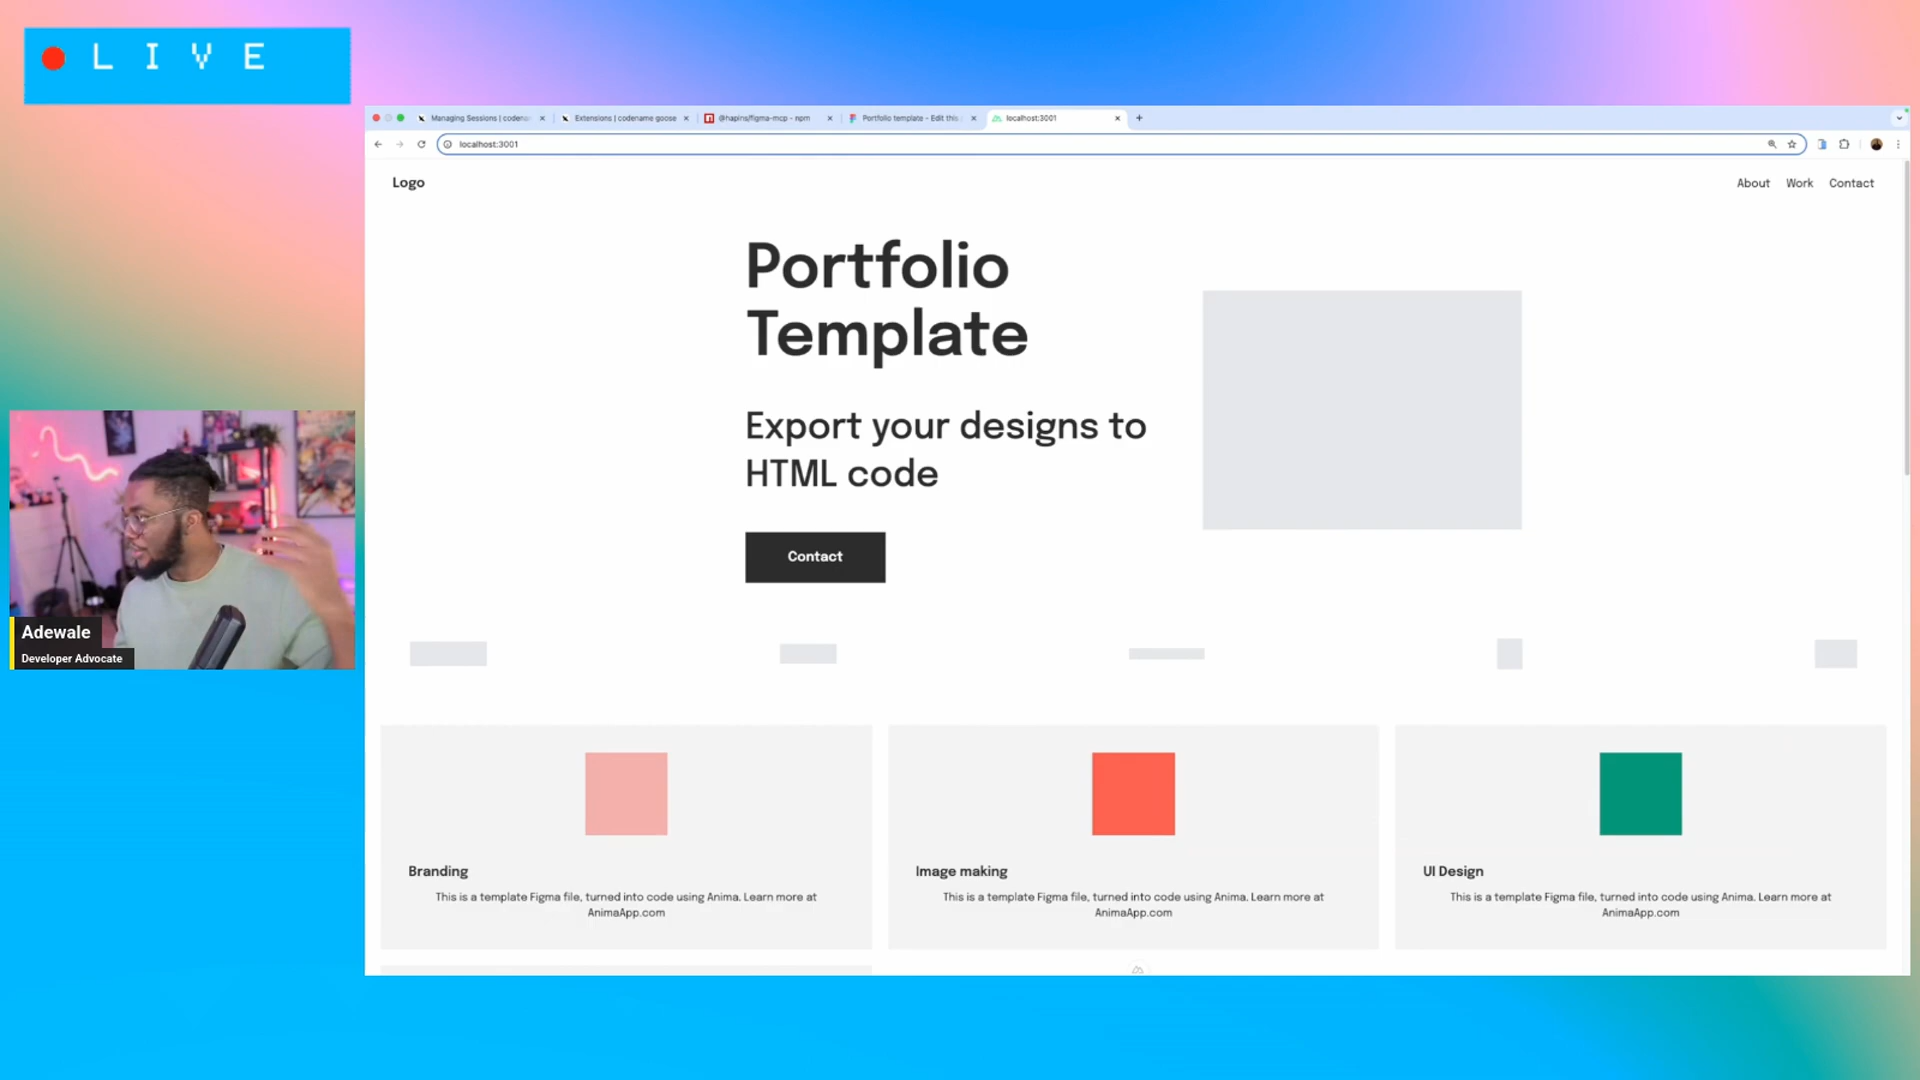 LIVE
Managing Sessions | codena
Extensions | codename goose
@hapins/figma-mcp - npm
Portfolio template - Edit this
localhost:3001
localhost:3001
Logo
About Work Contact
Portfolio
Template
Export your designs to
HTML code
Contact
Adewale
Developer Advocate
Branding
This is a template Figma file, turned into code using Anima. Learn more at
AnimaApp.com
Image making
This is a template Figma file, turned into code using Anima. Learn more at
AnimaApp.com
UI Design
This is a template Figma file, turned into code using Anima. Learn more at
AnimaApp.com